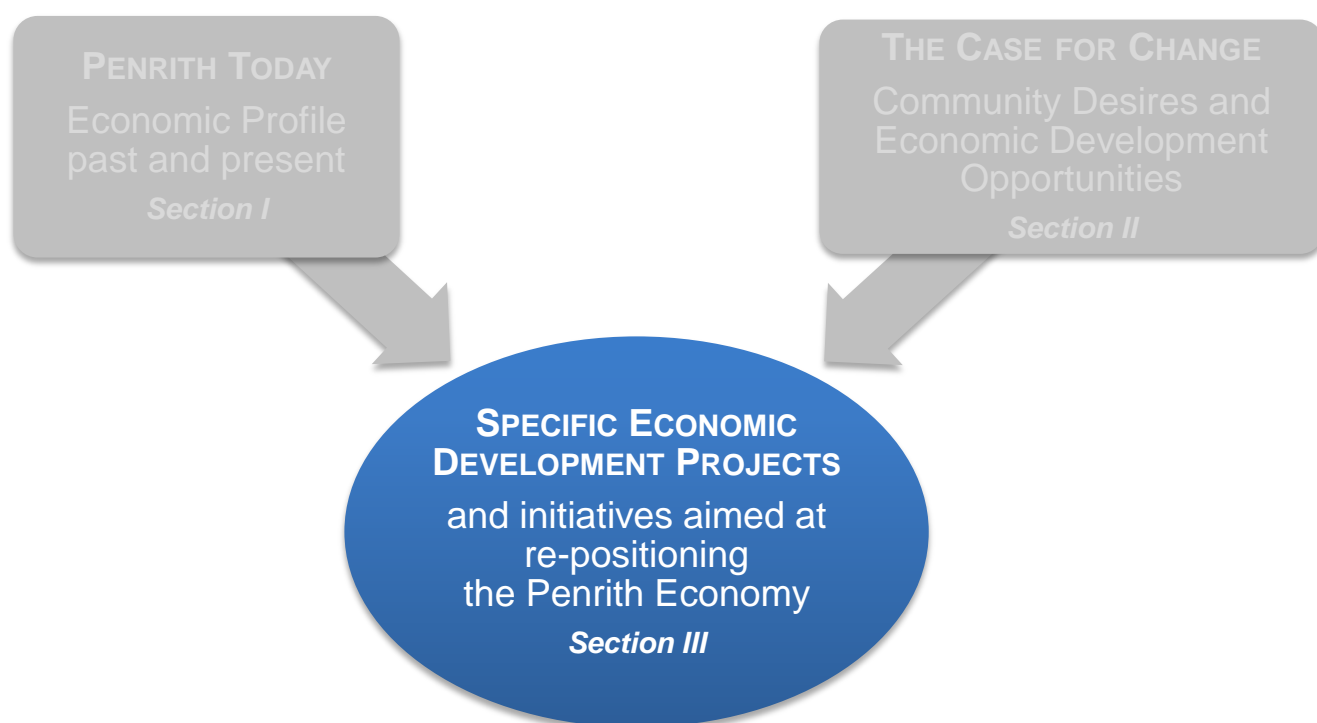 PENRITH TODAY
Economic Profile
past and present
Section I
THE CASE FOR CHANGE
Community Desires and
Economic Development
Opportunities
Section II
SPECIFIC ECONOMIC
DEVELOPMENT PROJECTS
and initiatives aimed at
re-positioning
the Penrith Economy
Section III